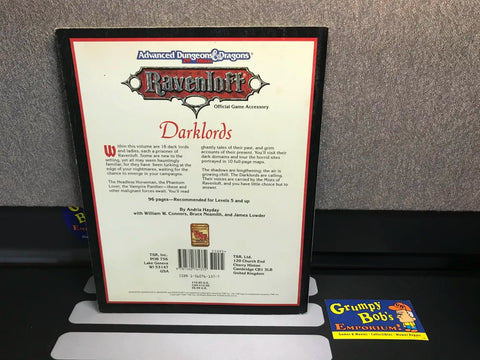 Advanced Dungeons & Dragons
Ravenloft
Official Game Accessory
Darklords
Within this volume are 16 dark lords
and ladies, each a prisoner of
Ravenloft. Some are new to the
setting, yet all may seem hauntingly
familiar, for they have been lurking at the
edge of your nightmares, waiting for the
chance to emerge in your campaigns.
The Headless Horseman, the Phantom
Lover, the Vampire Panther—these and
other malignant forces await. You'll read
ghastly tales of their past, and grim
accounts of their present. You'll visit their
dark domains and tour the horrid sites
portrayed in 10 full-page maps.
The shadows are lengthening; the air is
growing chill. The Darklords are calling.
Their voices are carried by the Mists of
Ravenloft, and you have little choice but to
answer.
96 pages—Recommended for Levels 5 and up
By Andria Hayday
with William W. Connors, Bruce Nesmith, and James Lowder
TSR, Inc.
POB 756
Lake Geneva
WI 53147
USA
TSR Ltd.
120 Church End
Cherry Hinton
Cambridge CB1 3LB
United Kingdom
ISBN 1-56076-137-7
Grumpy
Bob's
EMPORIUM!